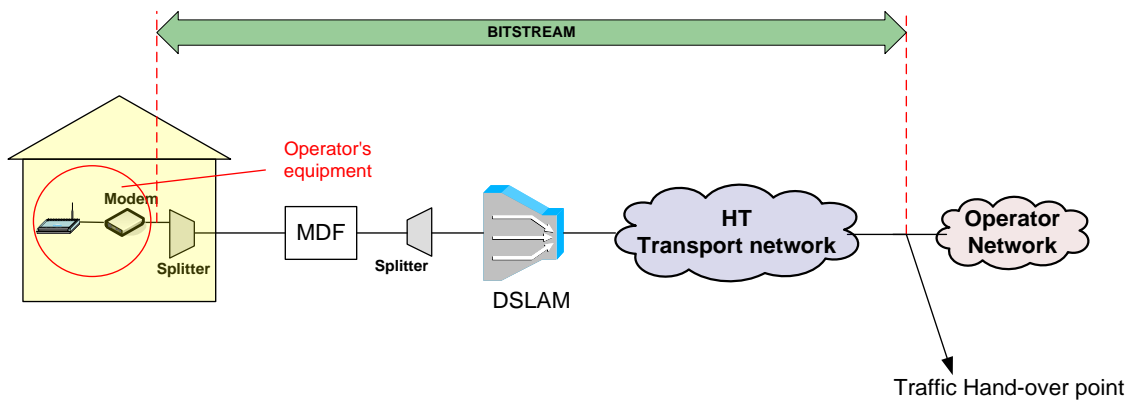 BITSTREAM
Operator's
equipment
Modem
Splitter
MDF
Splitter
DSLAM
HT
Transport network
Operator
Network
Traffic Hand-over point